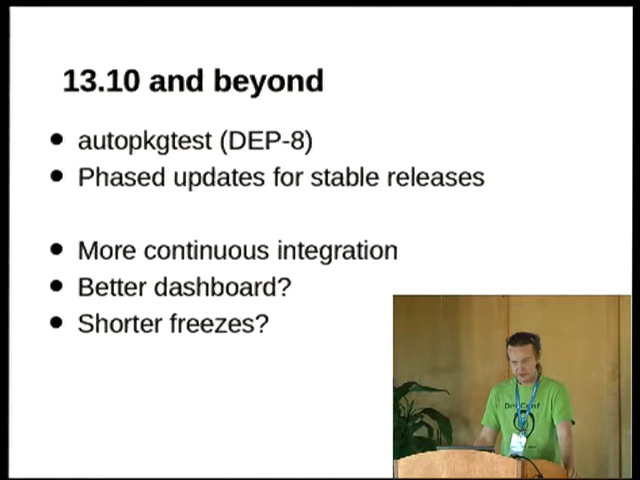 13.10 and beyond
autopkgtest (DEP-8)
Phased updates for stable releases
More continuous integration
Better dashboard?
Shorter freezes?